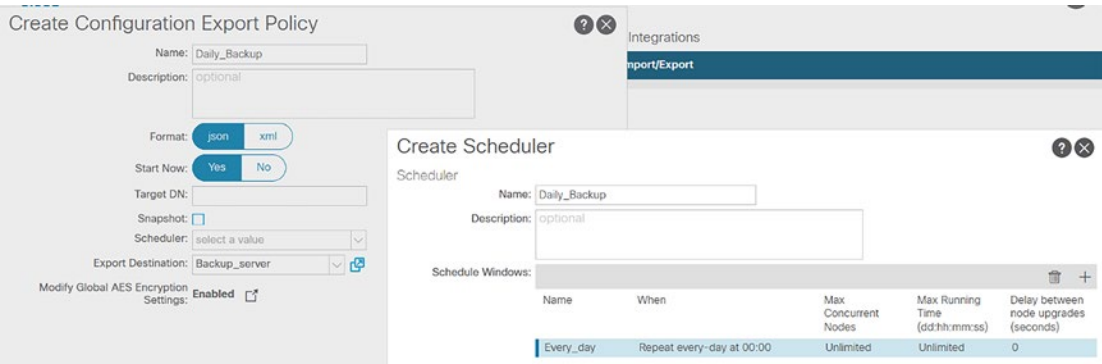 Create Configuration Export Policy
Name: Daily_Backup
Description: optional
Format: json xml
Start Now: Yes No
Target DN:
Snapshot:
Scheduler: select a value
Export Destination: Backup_server
Modify Global AES Encryption
Settings: Enabled
Integrations
mport/Export
Create Scheduler
Scheduler
Name: Daily_Backup
Description: optional
Schedule Windows:
Name When Max Concurrent Nodes Max Running Time (dd:hh:mm:ss) Delay between node upgrades (seconds)
Every_day Repeat every-day at 00:00 Unlimited Unlimited 0